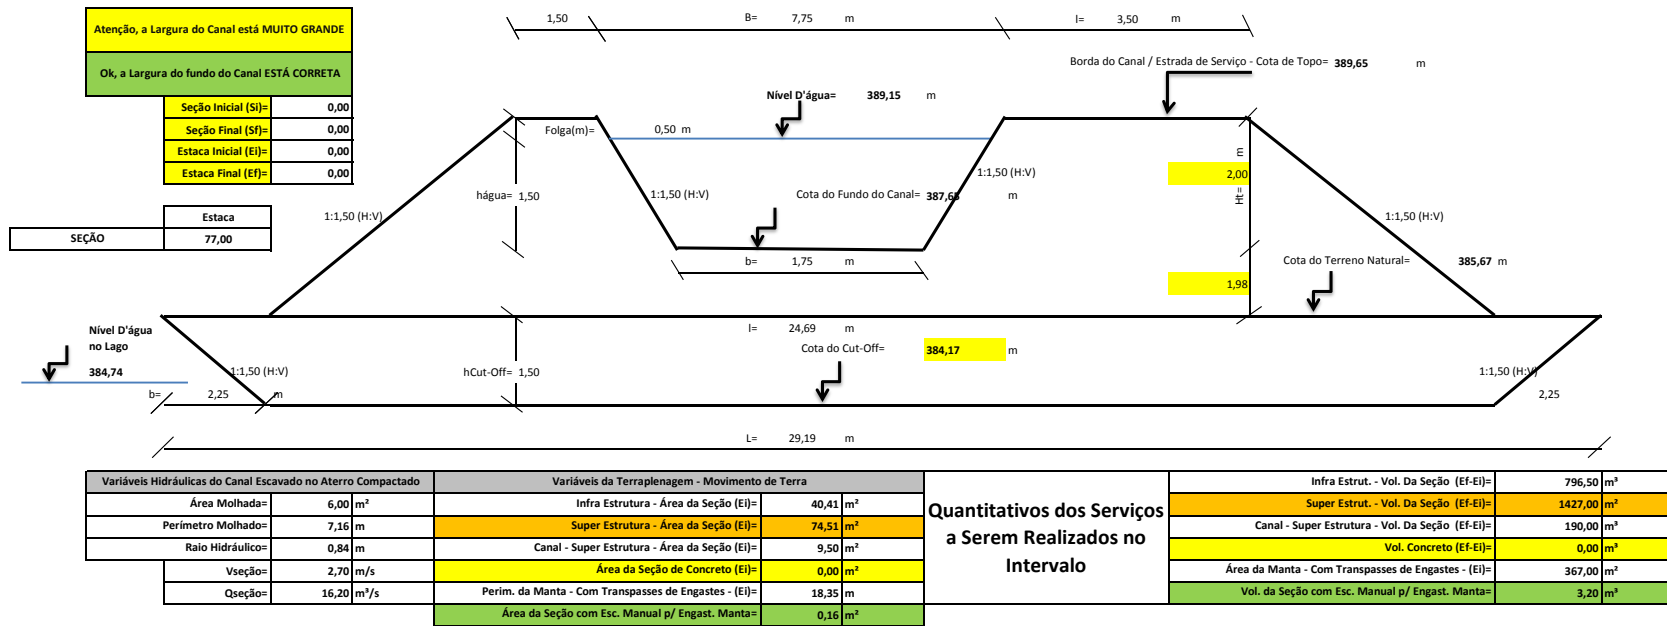 1,50 B= 7,75 m l= 3,50 m
Atenção, a Largura do Canal está MUITO GRANDE
Ok, a Largura do fundo do Canal ESTÁ CORRETA
Borda do Canal / Estrada de Serviço - Cota de Topo= 389,65 m
Nível D'água= 389,15 m
Seção Inicial (Si)= 0,00
Seção Final (Sf)= 0,00
Estaca Inicial (Ei)= 0,00
Estaca Final (Ef)= 0,00
Folga(m)= 0,50 m
hágua= 1,50
1:1,50 (H:V)
Cota do Fundo do Canal= 387,65 m
1:1,50 (H:V)
2,00
Ht= m
1:1,50 (H:V)
1:1,50 (H:V)
Estaca
SEÇÃO 77,00
b= 1,75 m
Cota do Terreno Natural= 385,67 m
1,98
Nível D'água
no Lago
384,74
l= 24,69 m
Cota do Cut-Off= 384,17 m
1:1,50 (H:V)
hCut-Off= 1,50
1:1,50 (H:V)
b= 2,25 m
2,25
L= 29,19 m
Variáveis Hidráulicas do Canal Escavado no Aterro Compactado
Área Molhada= 6,00 m²
Perímetro Molhado= 7,16 m
Raio Hidráulico= 0,84 m
Vseção= 2,70 m/s
Qseção= 16,20 m³/s
Variáveis da Terraplenagem - Movimento de Terra
Infra Estrutura - Área da Seção (Ei)= 40,41 m²
Super Estrutura - Área da Seção (Ei)= 74,51 m²
Canal - Super Estrutura - Área da Seção (Ei)= 9,50 m²
Área da Seção de Concreto (Ei)= 0,00 m²
Perim. da Manta - Com Transpasses de Engastes - (Ei)= 18,35 m
Área da Seção com Esc. Manual p/ Engast. Manta= 0,16 m²
Quantitativos dos Serviços
a Serem Realizados no
Intervalo
Infra Estrut. - Vol. Da Seção (Ef-Ei)= 796,50 m³
Super Estrut. - Vol. Da Seção (Ef-Ei)= 1427,00 m²
Canal - Super Estrutura - Vol. Da Seção (Ef-Ei)= 190,00 m³
Vol. Concreto (Ef-Ei)= 0,00 m³
Área da Manta - Com Transpasses de Engastes - (Ei)= 367,00 m²
Vol. da Seção com Esc. Manual p/ Engast. Manta= 3,20 m³